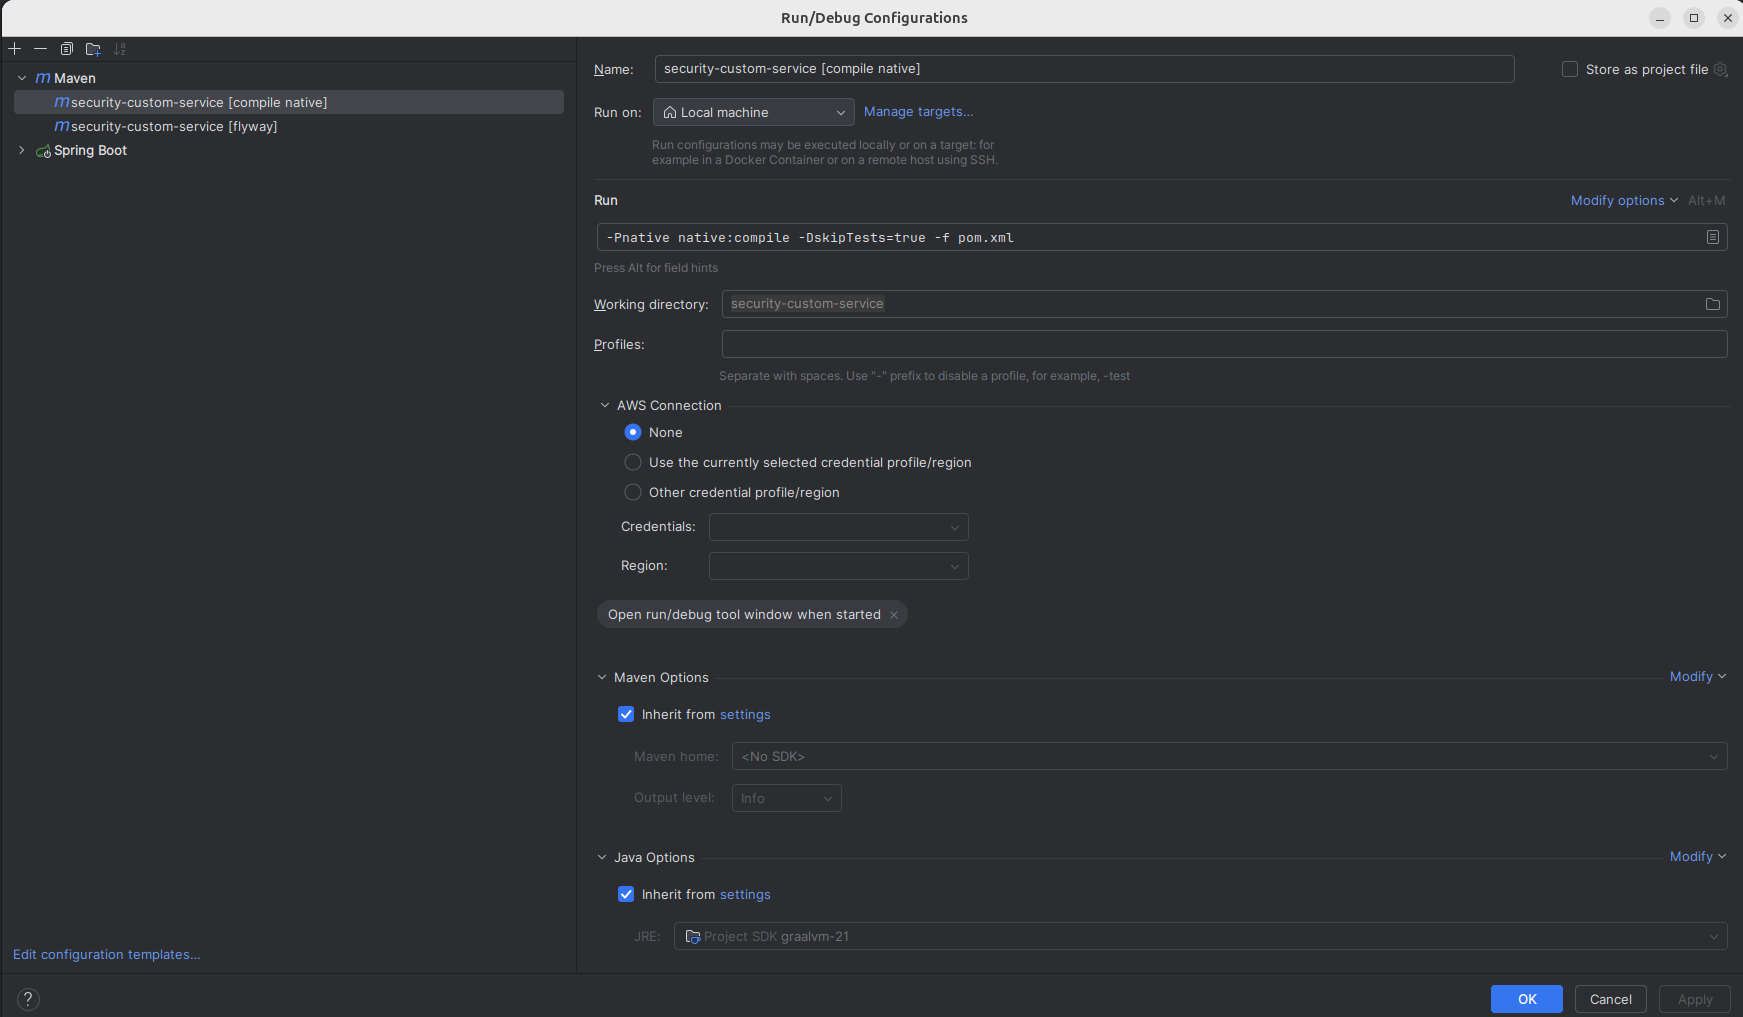 Run/Debug Configurations
Maven
security-custom-service [compile native]
security-custom-service [flyway]
Spring Boot
Edit configuration templates...
Name: security-custom-service [compile native] Store as project file
Run on: Local machine Manage targets...
Run configurations may be executed locally or on a target: for
example in a Docker Container or on a remote host using SSH.
Run Modify options Alt+M
-Pnative native:compile -DskipTests=true -f pom.xml
Press Alt for field hints
Working directory: security-custom-service
Profiles:
Separate with spaces. Use "-" prefix to disable a profile, for example, -test
AWS Connection
None
Use the currently selected credential profile/region
Other credential profile/region
Credentials:
Region:
Open run/debug tool window when started
Maven Options Modify
Inherit from settings
Maven home: <No SDK>
Output level: Info
Java Options Modify
Inherit from settings
JRE: Project SDK graalvm-21
? OK Cancel Apply